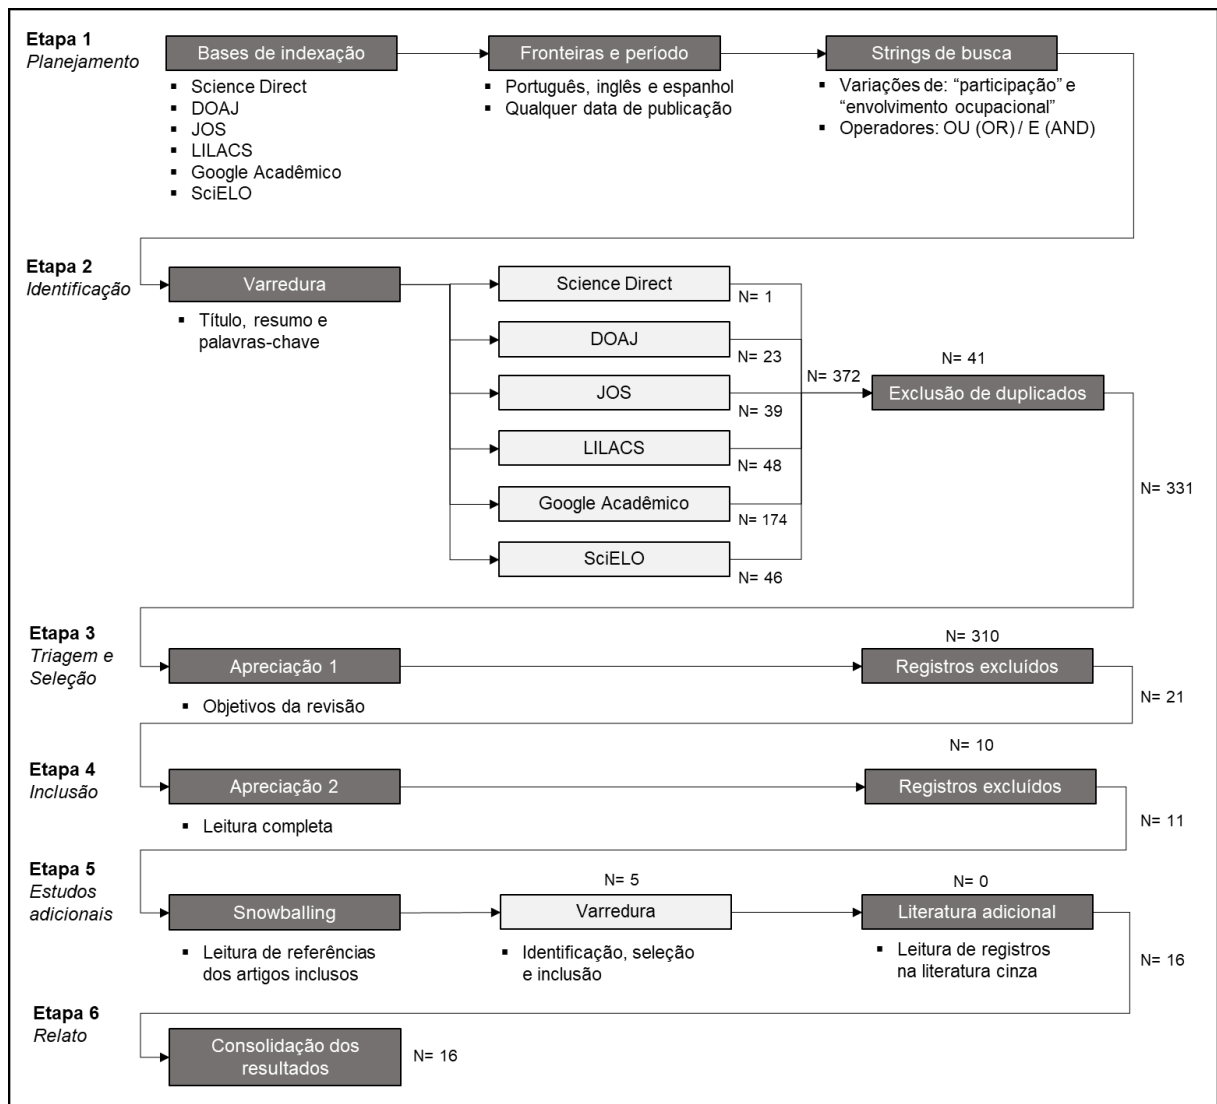 Etapa 1
Planejamento
Bases de indexação
▪ Science Direct
▪ DOAJ
▪ JOS
▪ LILACS
▪ Google Acadêmico
▪ SciELO
Fronteiras e período
▪ Português, inglês e espanhol
▪ Qualquer data de publicação
Strings de busca
▪ Variações de: “participação” e
“envolvimento ocupacional”
▪ Operadores: OU (OR) / E (AND)
Etapa 2
Identificação
Varredura
▪ Título, resumo e
palavras-chave
Science Direct
N= 1
DOAJ
N= 23
JOS
N= 39
LILACS
N= 48
Google Acadêmico
N= 174
SciELO
N= 46
N= 372
N= 41
Exclusão de duplicados
N= 331
Etapa 3
Triagem e
Seleção
Apreciação 1
▪ Objetivos da revisão
N= 310
Registros excluídos
N= 21
Etapa 4
Inclusão
Apreciação 2
▪ Leitura completa
N= 10
Registros excluídos
N= 11
Etapa 5
Estudos
adicionais
Snowballing
▪ Leitura de referências
dos artigos inclusos
N= 5
Varredura
▪ Identificação, seleção
e inclusão
N= 0
Literatura adicional
▪ Leitura de registros
na literatura cinza
N= 16
Etapa 6
Relato
Consolidação dos
resultados
N= 16